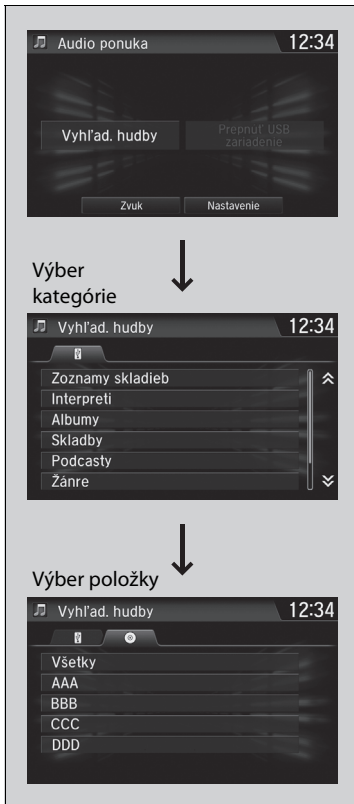 Audio ponuka 12:34
Vyhľad. hudby
Prepnuť USB
zariadenie
Zvuk Nastavenie
Výber
kategórie
Vyhľad. hudby 12:34
Zoznamy skladieb
Interpreti
Albumy
Skladby
Podcasty
Žánre
Výber položky
Vyhľad. hudby 12:34
Všetky
AAA
BBB
CCC
DDD